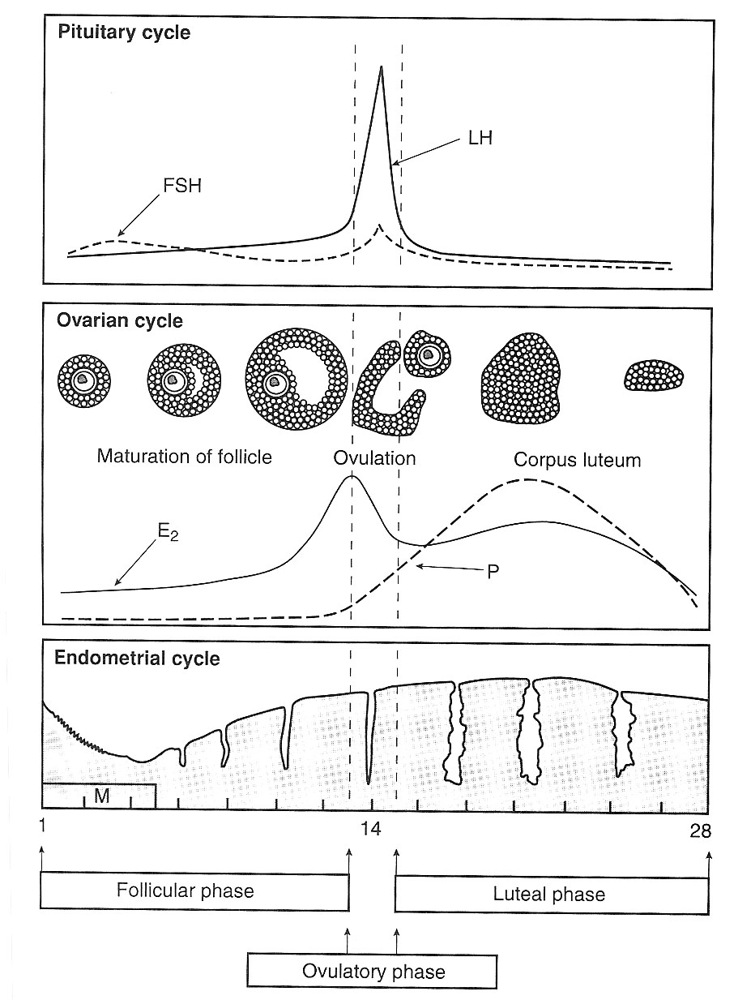 Pituitary cycle
LH
FSH
Ovarian cycle
Maturation of follicle
Ovulation
Corpus luteum
E2
P
Endometrial cycle
M
1
14
28
Follicular phase
Luteal phase
Ovulatory phase